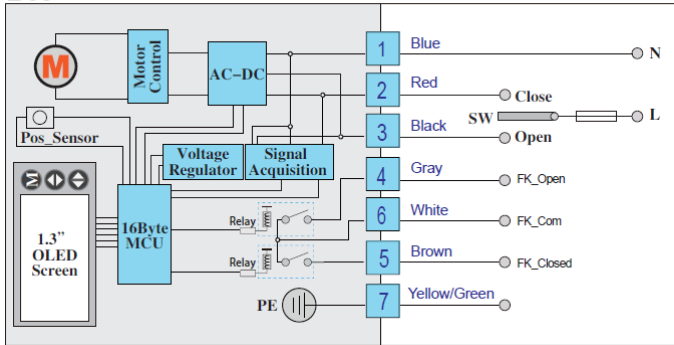 M
Motor
Control
AC-DC
Pos_Sensor
Voltage
Regulator
Signal
Acquisition
M
1.3”
OLED
Screen
16Byte
MCU
Relay
Relay
PE
1
Blue
N
2
Red
Close
SW
L
3
Black
Open
4
Gray
FK_Open
6
White
FK_Com
5
Brown
FK_Closed
7
Yellow/Green